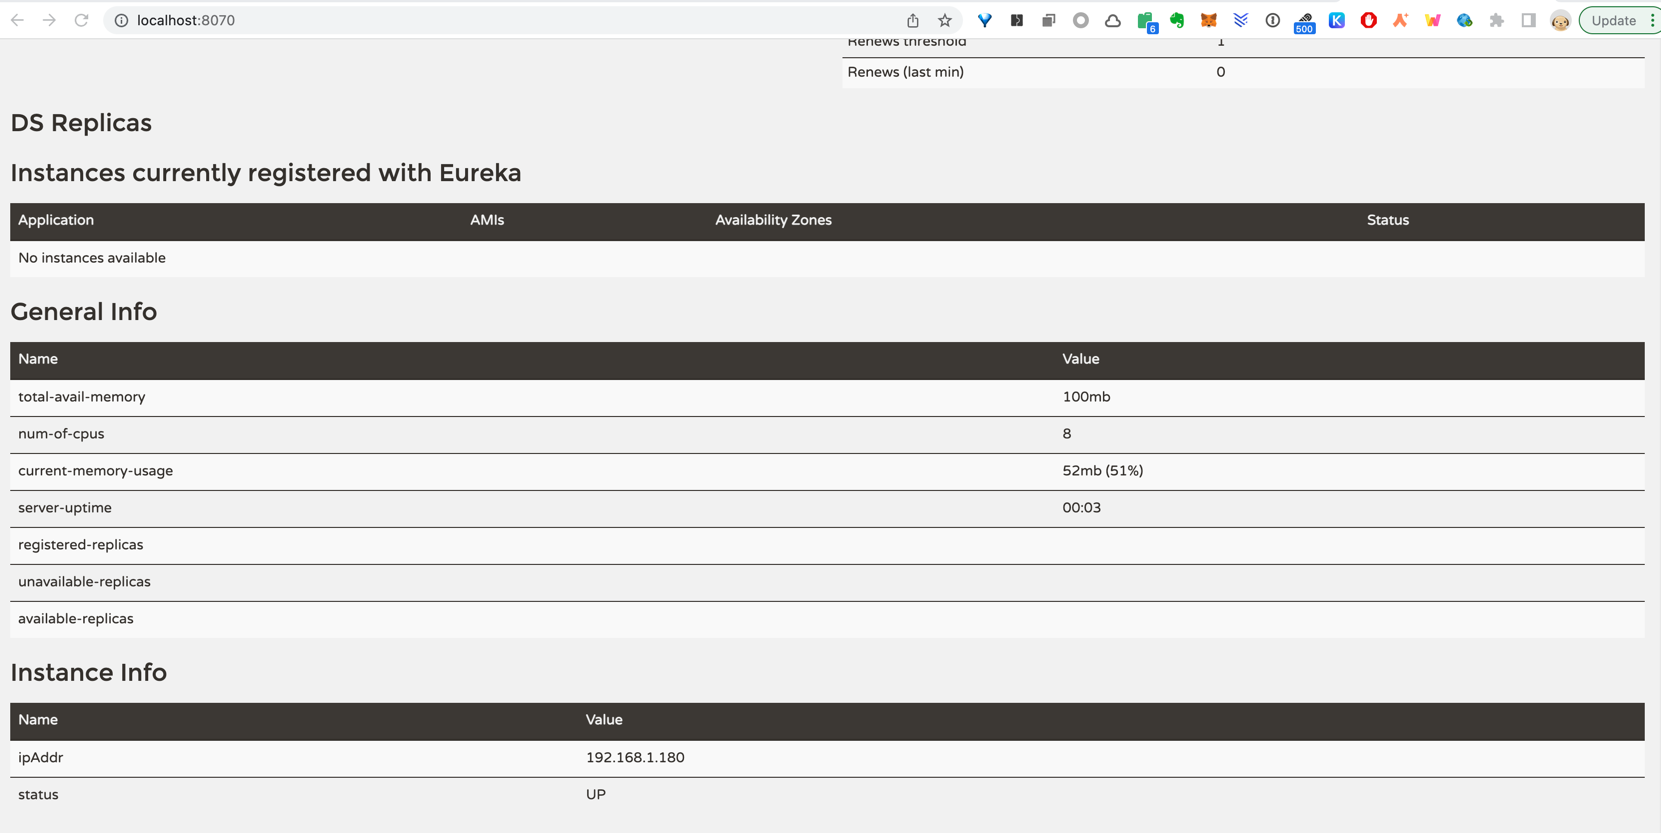 localhost:8070
6
500
Update
Renews threshold 1
Renews (last min) 0
DS Replicas
Instances currently registered with Eureka
Application AMIs Availability Zones Status
No instances available
General Info
Name Value
total-avail-memory 100mb
num-of-cpus 8
current-memory-usage 52mb (51%)
server-uptime 00:03
registered-replicas
unavailable-replicas
available-replicas
Instance Info
Name Value
ipAddr 192.168.1.180
status UP